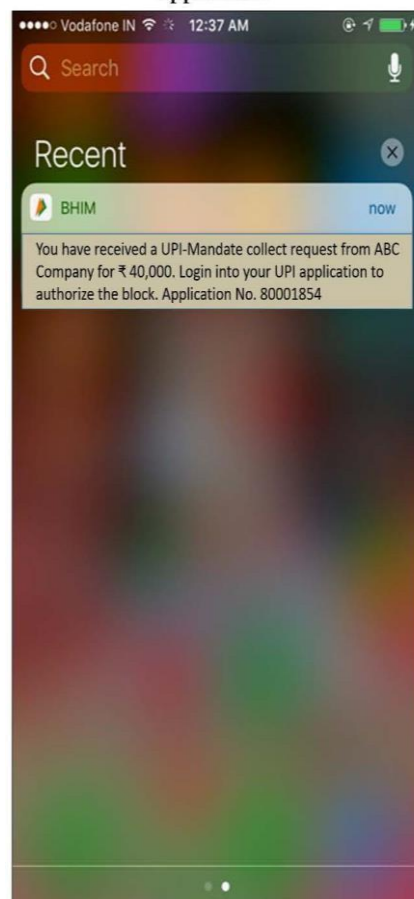 Vodafone IN 12:37 AM
Search
Recent
BHIM now
You have received a UPI-Mandate collect request from ABC
Company for ₹ 40,000. Login into your UPI application to
authorize the block. Application No. 80001854